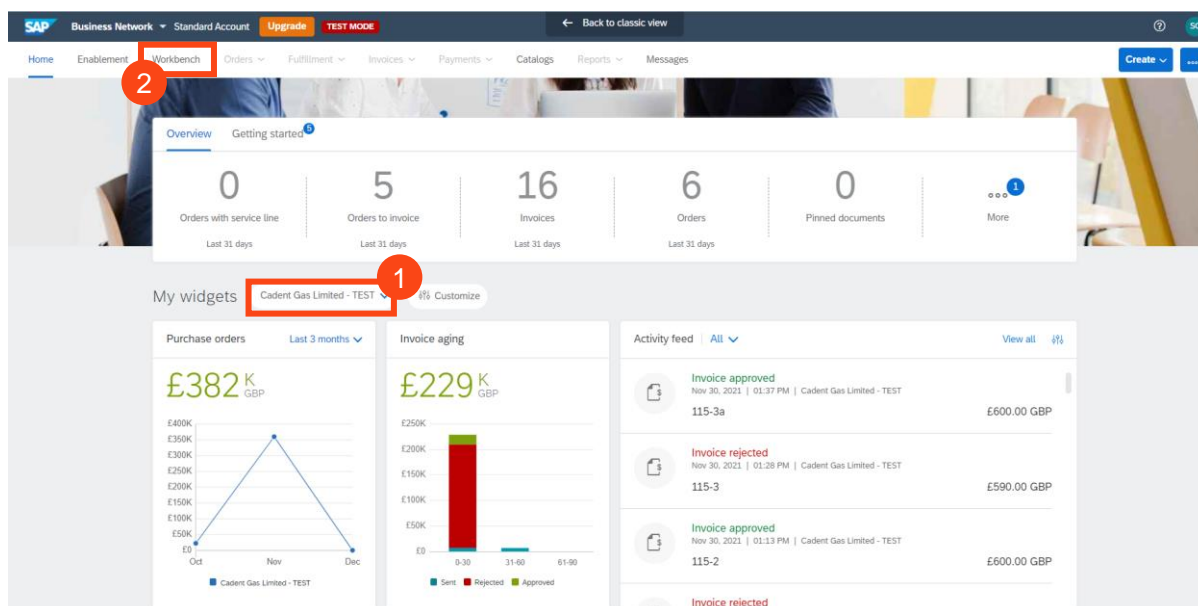 SAP Business Network Standard Account Upgrade TEST MODE ← Back to classic view
Home Enablement Workbench Orders Fulfillment Invoices Payments Catalogs Reports Messages Create
2
Overview Getting started 5
0 5 16 6 0 1
Orders with service line Orders to invoice Invoices Orders Pinned documents More
Last 31 days Last 31 days Last 31 days Last 31 days
1
My widgets Cadent Gas Limited - TEST Customize
Purchase orders Last 3 months
£382 K GBP
£400K
£350K
£300K
£250K
£200K
£150K
£100K
£50K
£0
Oct Nov Dec
Cadent Gas Limited - TEST
Invoice aging
£229 K GBP
£250K
£200K
£150K
£100K
£50K
£0
0-30 31-60 61-90
Sent Rejected Approved
Activity feed All View all
Invoice approved
Nov 30, 2021 | 01:37 PM | Cadent Gas Limited - TEST
115-3a £600.00 GBP
Invoice rejected
Nov 30, 2021 | 01:28 PM | Cadent Gas Limited - TEST
115-3 £590.00 GBP
Invoice approved
Nov 30, 2021 | 01:13 PM | Cadent Gas Limited - TEST
115-2 £600.00 GBP
Invoice rejected